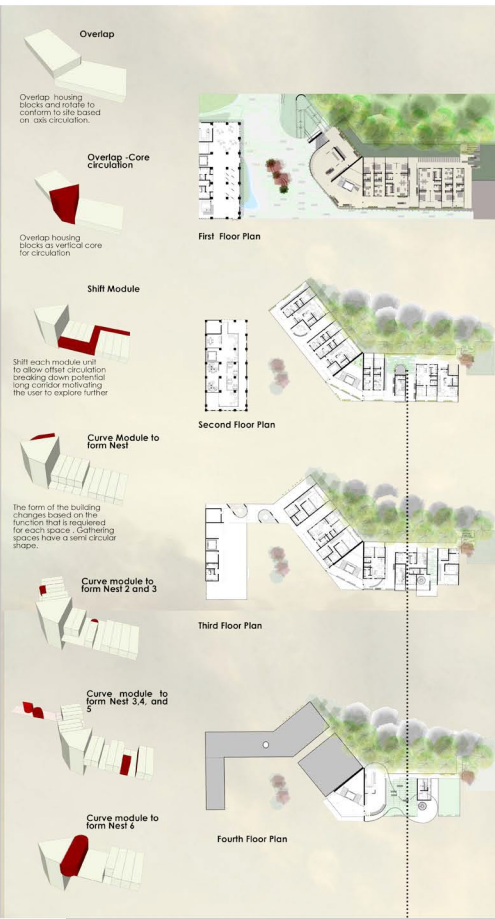 Overlap
Overlap housing
blocks and rotate to
conform to site based
on axis circulation.
Overlap -Core
circulation
Overlap housing
blocks as vertical core
for circulation
First Floor Plan
Shift Module
Shift each module unit
to allow offset circulation
breaking down potential
long corridor motivating
the user to explore further
Second Floor Plan
Curve Module to
form Nest
The form of the building
changes based on the
function that is requiered
for each space . Gathering
spaces have a semi circular
shape.
Curve module to
form Nest 2 and 3
Third Floor Plan
Curve module to
form Nest 3,4, and
5
Curve module to
form Nest 6
Fourth Floor Plan